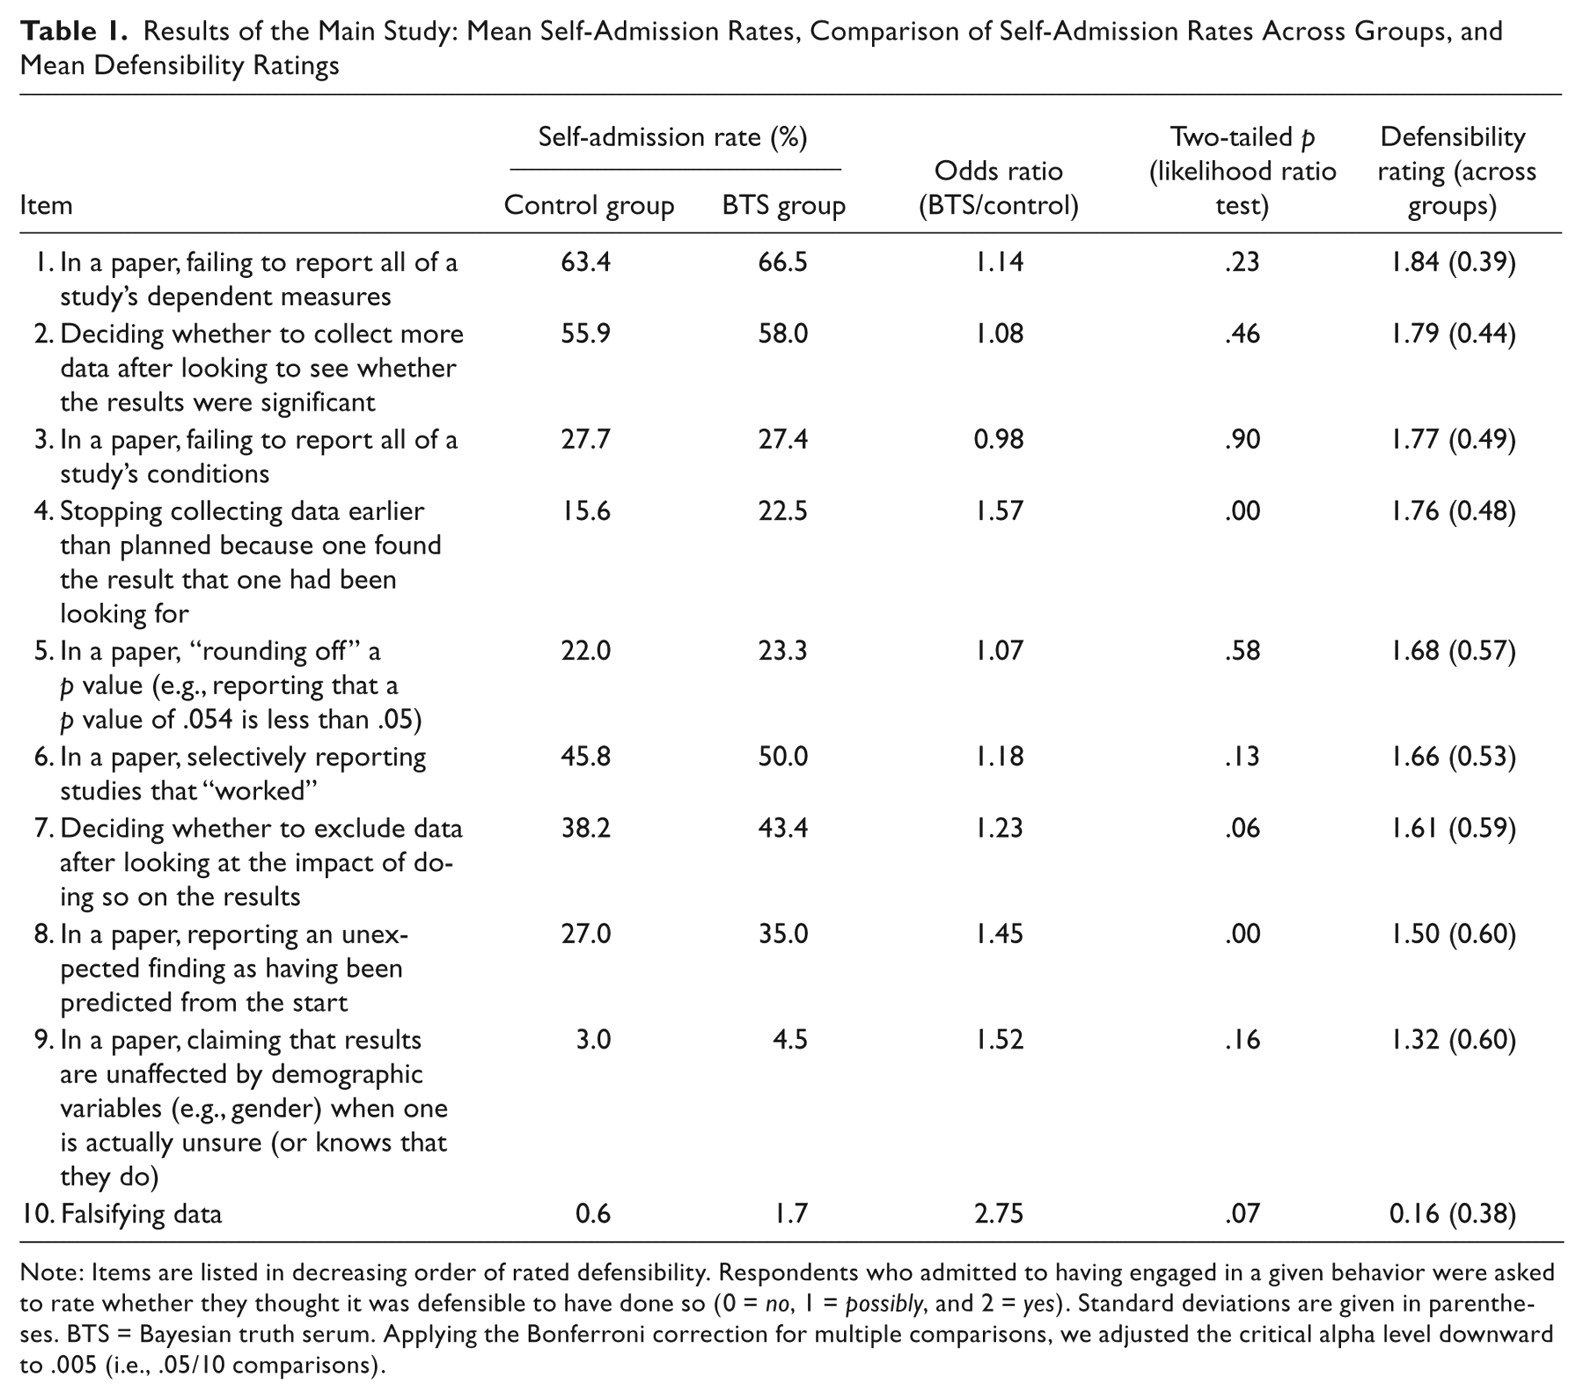 Table 1. Results of the Main Study: Mean Self-Admission Rates, Comparison of Self-Admission Rates Across Groups, and
Mean Defensibility Ratings
Self-admission rate (%)
Two-tailed p
Defensibility
Odds ratio
(likelihood ratio
rating (across
Item
Control group
BTS group
(BTS/control)
test)
groups)
1. In a paper, failing to report all of a 63.4 66.5 1.14 .23 1.84 (0.39)
study’s dependent measures
2. Deciding whether to collect more 55.9 58.0 1.08 .46 1.79 (0.44)
data after looking to see whether
the results were significant
3. In a paper, failing to report all of a 27.7 27.4 0.98 .90 1.77 (0.49)
study’s conditions
4. Stopping collecting data earlier 15.6 22.5 1.57 .00 1.76 (0.48)
than planned because one found
the result that one had been
looking for
5. In a paper, “rounding off” a 22.0 23.3 1.07 .58 1.68 (0.57)
p value (e.g., reporting that a
p value of .054 is less than .05)
6. In a paper, selectively reporting 45.8 50.0 1.18 .13 1.66 (0.53)
studies that “worked”
7. Deciding whether to exclude data 38.2 43.4 1.23 .06 1.61 (0.59)
after looking at the impact of do-
ing so on the results
8. In a paper, reporting an unex- 27.0 35.0 1.45 .00 1.50 (0.60)
pected finding as having been
predicted from the start
9. In a paper, claiming that results 3.0 4.5 1.52 .16 1.32 (0.60)
are unaffected by demographic
variables (e.g., gender) when one
is actually unsure (or knows that
they do)
10. Falsifying data 0.6 1.7 2.75 .07 0.16 (0.38)
Note: Items are listed in decreasing order of rated defensibility. Respondents who admitted to having engaged in a given behavior were asked
to rate whether they thought it was defensible to have done so (0 = no, 1 = possibly, and 2 = yes). Standard deviations are given in parenthe-
ses. BTS = Bayesian truth serum. Applying the Bonferroni correction for multiple comparisons, we adjusted the critical alpha level downward
to .005 (i.e., .05/10 comparisons).